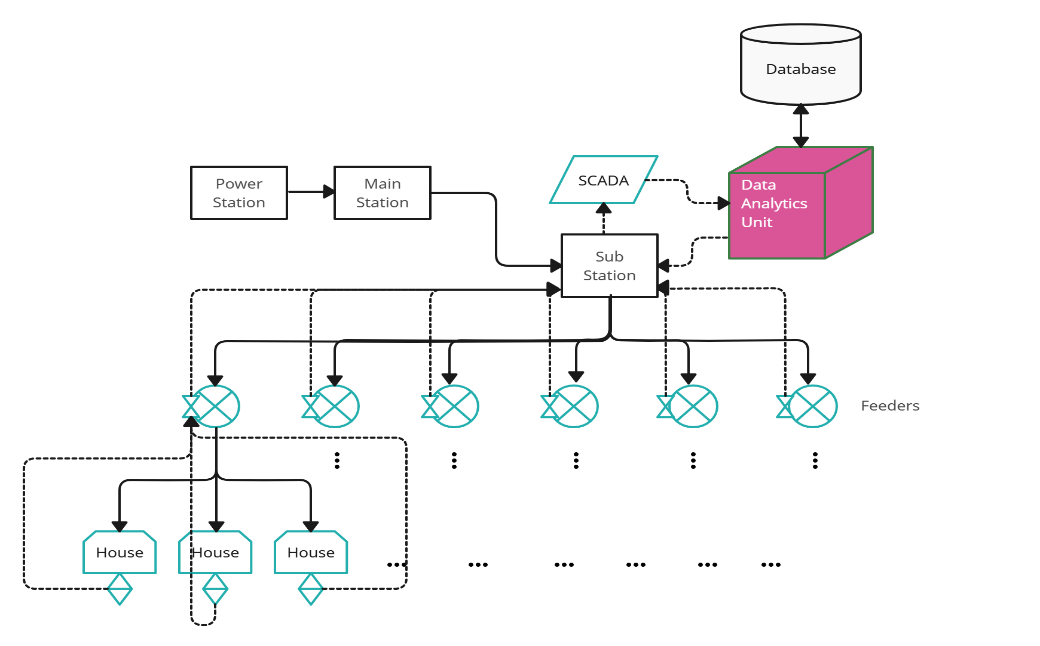 Database
Power
Station
Main
Station
SCADA
Data
Analytics
Unit
Sub
Station
Feeders
House
House
House